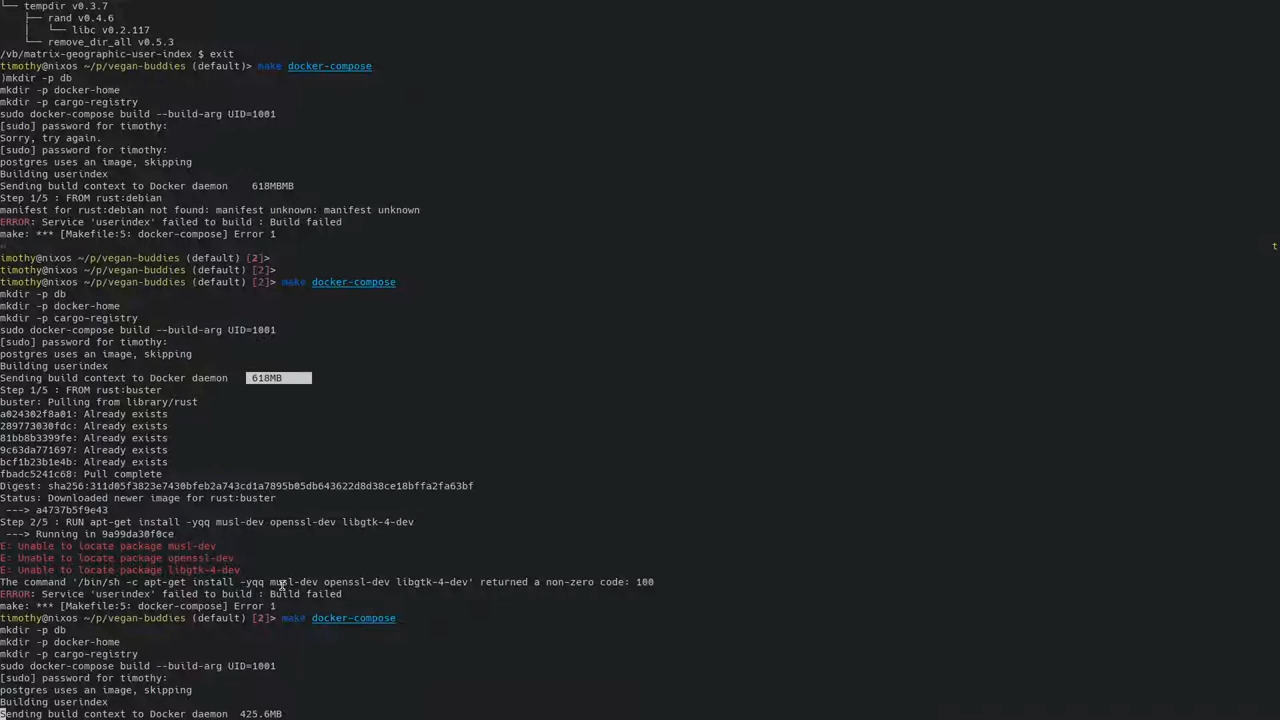 └── tempdir v0.3.7
├── rand v0.4.6
│   └── libc v0.2.117
└── remove_dir_all v0.5.3
/vb/matrix-geographic-user-index $ exit
timothy@nixos ~/p/vegan-buddies (default)> make docker-compose
)mkdir -p db
mkdir -p docker-home
mkdir -p cargo-registry
sudo docker-compose build --build-arg UID=1001
[sudo] password for timothy:
Sorry, try again.
[sudo] password for timothy:
postgres uses an image, skipping
Building userindex
Sending build context to Docker daemon    618MBMB
Step 1/5 : FROM rust:debian
manifest for rust:debian not found: manifest unknown: manifest unknown
ERROR: Service 'userindex' failed to build : Build failed
make: *** [Makefile:5: docker-compose] Error 1
t
imothy@nixos ~/p/vegan-buddies (default) [2]>
timothy@nixos ~/p/vegan-buddies (default) [2]>
timothy@nixos ~/p/vegan-buddies (default) [2]> make docker-compose
mkdir -p db
mkdir -p docker-home
mkdir -p cargo-registry
sudo docker-compose build --build-arg UID=1001
[sudo] password for timothy:
postgres uses an image, skipping
Building userindex
Sending build context to Docker daemon    618MB
Step 1/5 : FROM rust:buster
buster: Pulling from library/rust
a024302f8a01: Already exists
289773030fdc: Already exists
81bb8b3399fe: Already exists
9c63da771697: Already exists
bcf1b23b1e4b: Already exists
fbadc5241c68: Pull complete
Digest: sha256:311d05f3823e7430bfeb2a743cd1a7895b05db643622d8d38ce18bffa2fa63bf
Status: Downloaded newer image for rust:buster
---> a4737b5f9e43
Step 2/5 : RUN apt-get install -yqq musl-dev openssl-dev libgtk-4-dev
---> Running in 9a99da30f0ce
E: Unable to locate package musl-dev
E: Unable to locate package openssl-dev
E: Unable to locate package libgtk-4-dev
The command '/bin/sh -c apt-get install -yqq musl-dev openssl-dev libgtk-4-dev' returned a non-zero code: 100
ERROR: Service 'userindex' failed to build : Build failed
make: *** [Makefile:5: docker-compose] Error 1
timothy@nixos ~/p/vegan-buddies (default) [2]> make docker-compose
mkdir -p db
mkdir -p docker-home
mkdir -p cargo-registry
sudo docker-compose build --build-arg UID=1001
[sudo] password for timothy:
postgres uses an image, skipping
Building userindex
Sending build context to Docker daemon  425.6MB